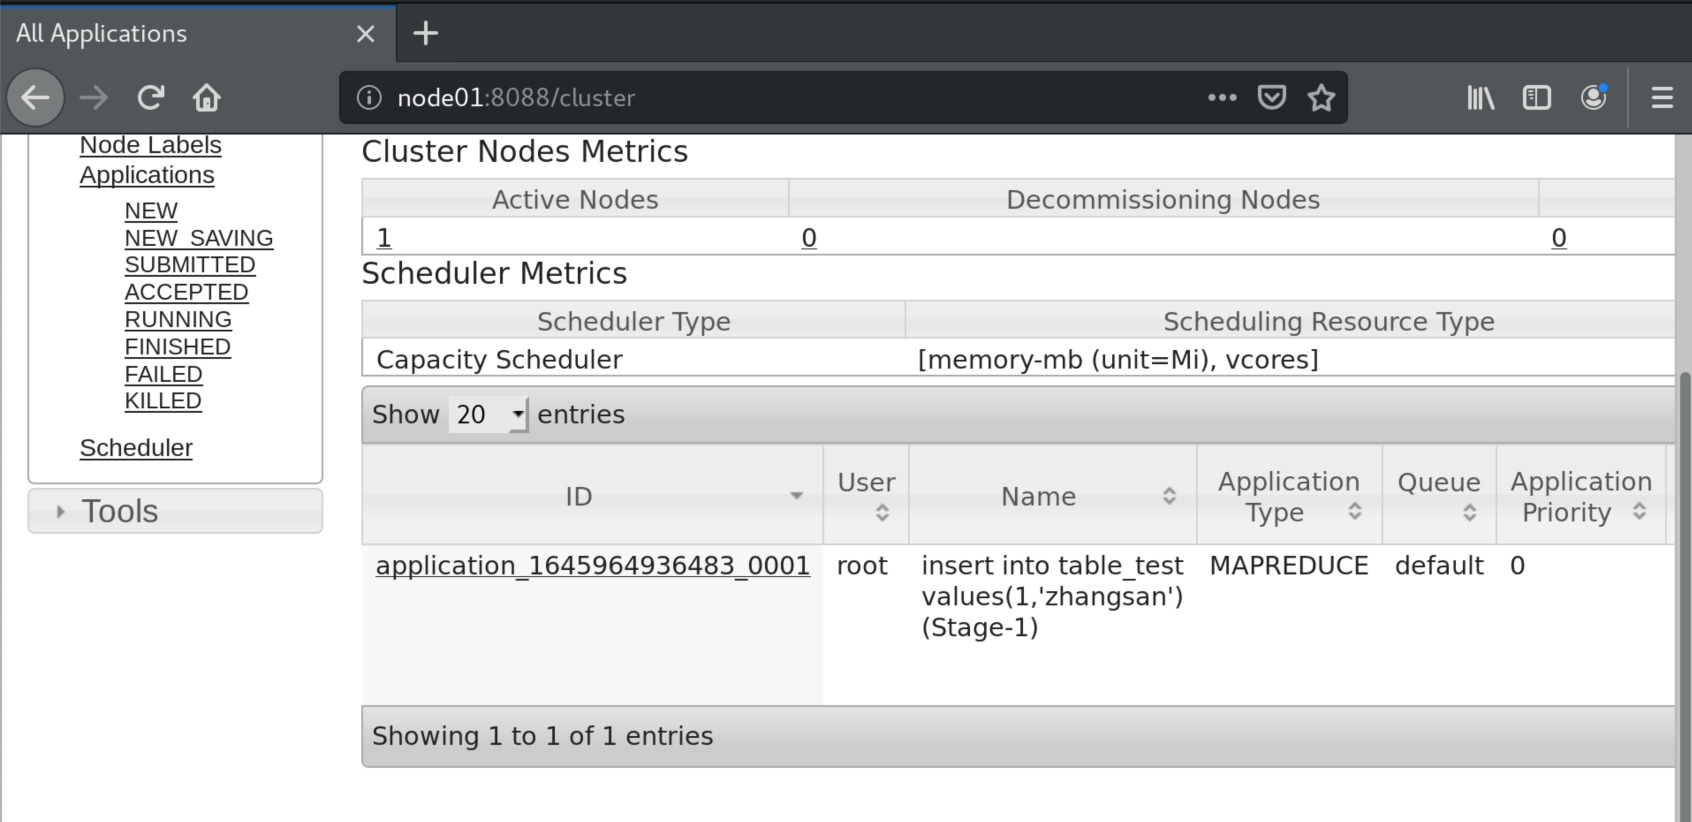 All Applications
node01:8088/cluster
Node Labels
Applications
NEW
NEW_SAVING
SUBMITTED
ACCEPTED
RUNNING
FINISHED
FAILED
KILLED
Scheduler
Tools
Cluster Nodes Metrics
Active Nodes Decommissioning Nodes
1 0 0
Scheduler Metrics
Scheduler Type Scheduling Resource Type
Capacity Scheduler [memory-mb (unit=Mi), vcores]
Show 20 entries
ID User Name Application Type Queue Application Priority
application_1645964936483_0001 root insert into table_test MAPREDUCE default 0
values(1,'zhangsan')
(Stage-1)
Showing 1 to 1 of 1 entries